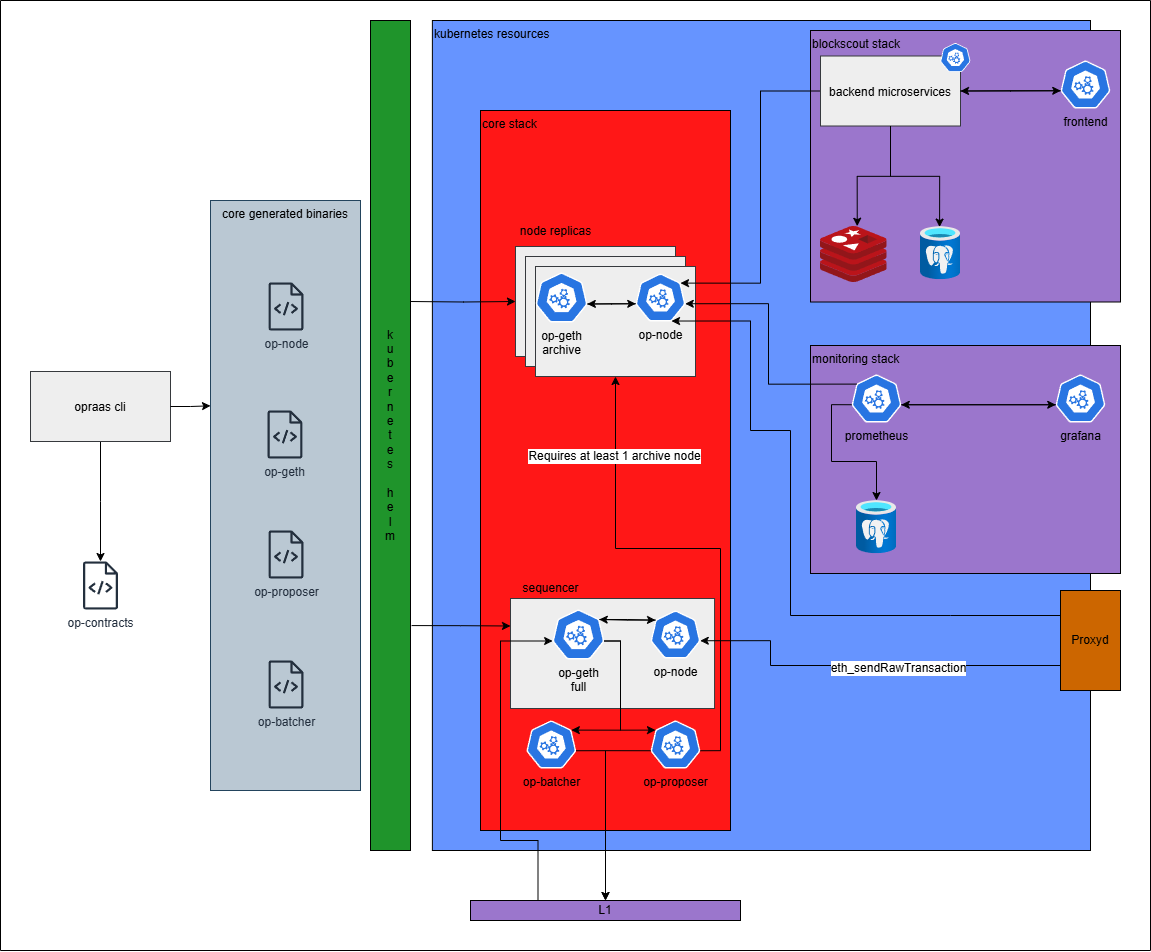 kubernetes resources
blockscout stack
backend microservices
frontend
core stack
core generated binaries
node replicas
op-node
op-geth
archive
op-node
kubernetes helm
monitoring stack
prometheus
grafana
opraas cli
op-geth
Requires at least 1 archive node
op-proposer
op-contracts
sequencer
op-geth
full
op-node
Proxyd
eth_sendRawTransaction
op-batcher
op-batcher
op-proposer
L1